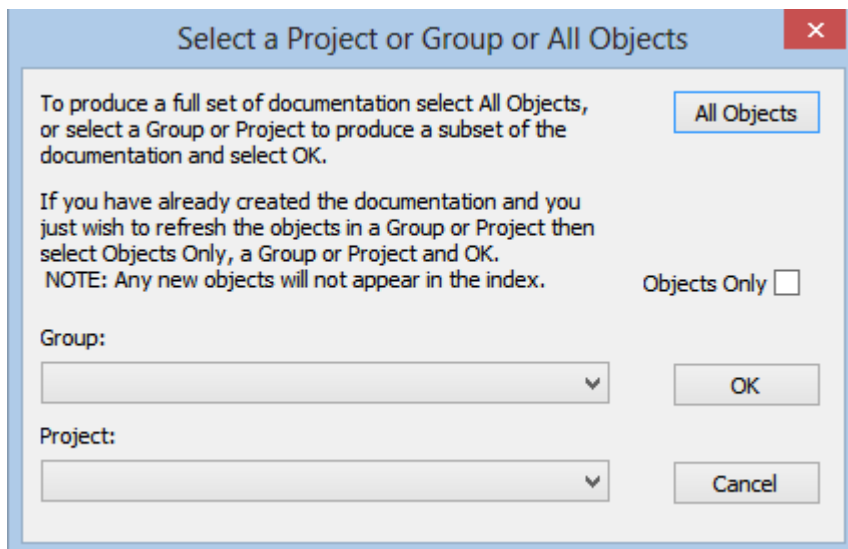 Select a Project or Group or All Objects
To produce a full set of documentation select All Objects,
or select a Group or Project to produce a subset of the
documentation and select OK.
All Objects
If you have already created the documentation and you
just wish to refresh the objects in a Group or Project then
select Objects Only, a Group or Project and OK.
NOTE: Any new objects will not appear in the index.
Objects Only
Group:
OK
Project:
Cancel